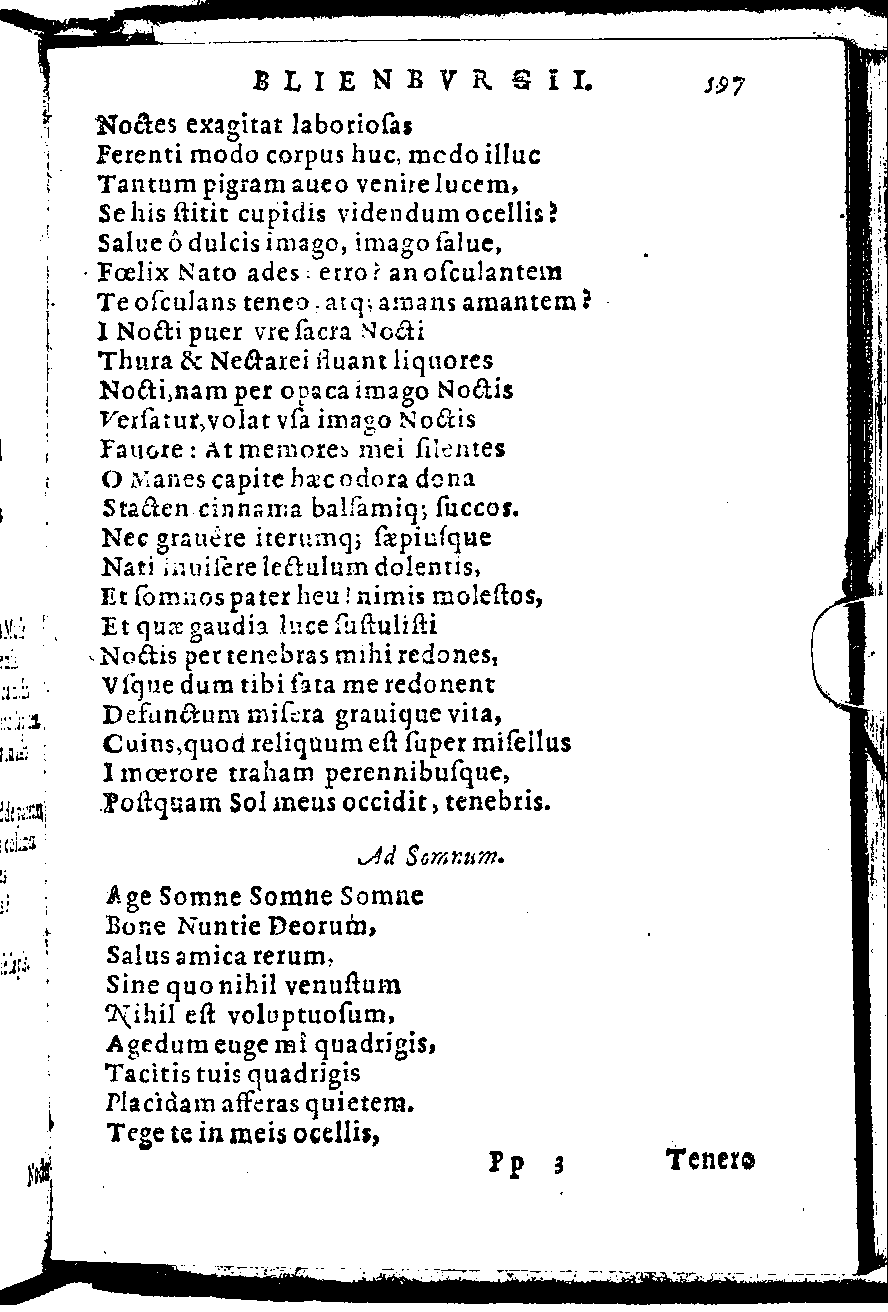 BLIENBVRGII. 597
Noctes exagitat laborioſas
Ferenti modo corpus huc, modo illuc
Tantum pigram aueo venire lucem,
Se his ſtitit cupidis videndum ocellis?
Salue ô dulcis imago, imago ſalue,
Fœlix Nato ades: erro? an oſculantem
Te oſculans teneo, atq; amans amantem?
I Nocti puer vre ſacra Nocti
Thura & Nectarei fluant liquores
Nocti, nam per opaca imago Noctis
Verſatur, volat vſa imago Noctis
Fauore: At memores mei ſilentes
O Manes capite hæc odora dona
Stacten cinnama balſamiq; ſuccos.
Nec grauêre iterumq; ſæpiuſque
Nati inuiſere lectulum dolentis,
Et ſomnos pater heu! nimis moleſtos,
Et quæ gaudia luce ſuſtuliſti
Noctis per tenebras mihi redones,
Vſque dum tibi fata me redonent
Defunctum miſera grauique vita,
Cuius, quod reliquum eſt ſuper miſellus
I mœrore traham perennibuſque,
Poſtquam Sol meus occidit, tenebris.
Ad Somnum.
Age Somne Somne Somne
Bone Nuntie Deorum,
Salus amica rerum,
Sine quo nihil venuſtum
Nihil eſt voluptuoſum,
Agedum euge mî quadrigis,
Tacitis tuis quadrigis
Placidam afferas quietem.
Tege te in meis ocellis,
Pp 3 Tenero